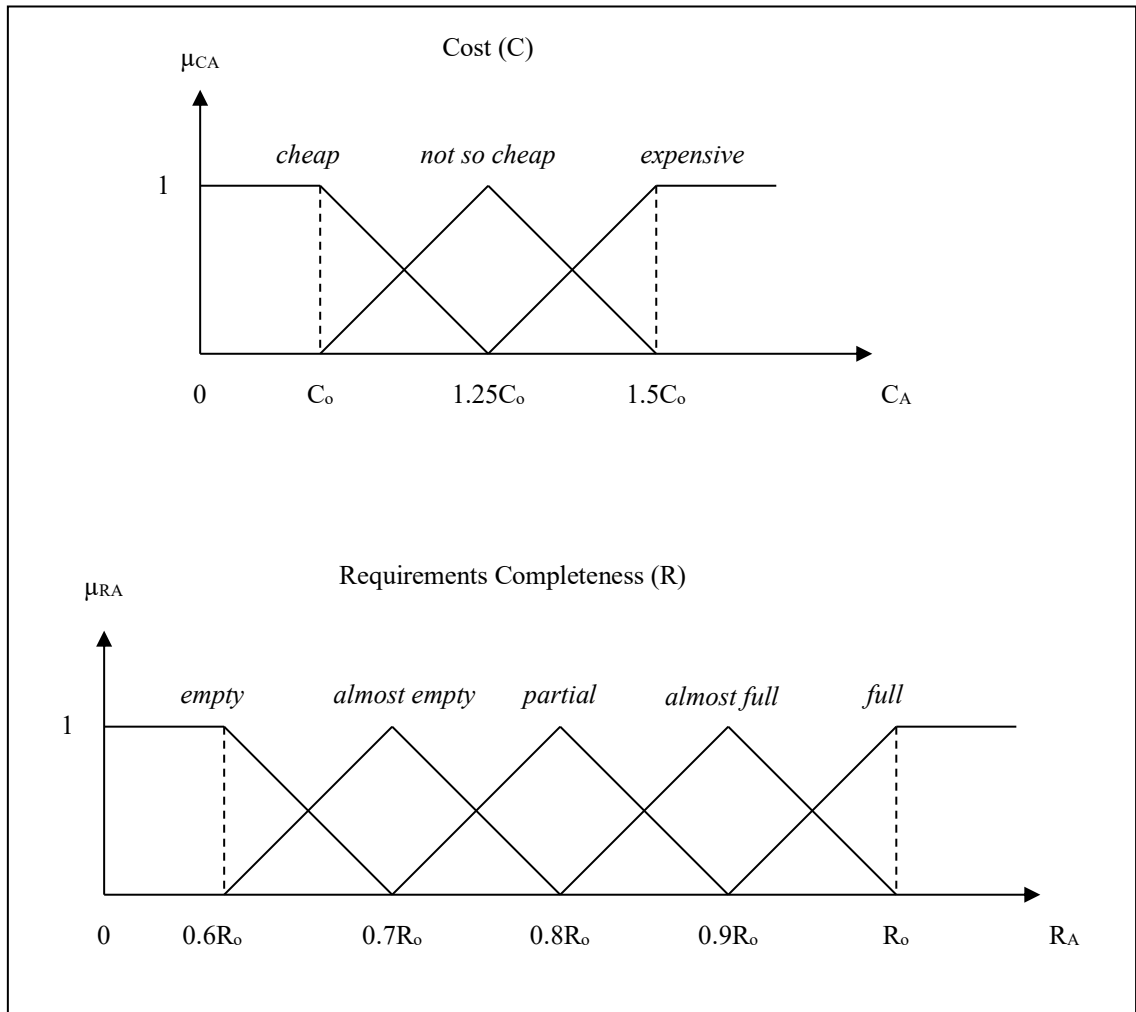 Cost (C)
μCA
cheap not so cheap expensive
1
0 Co 1.25Co 1.5Co CA
Requirements Completeness (R)
μRA
empty almost empty partial almost full full
1
0 0.6Ro 0.7Ro 0.8Ro 0.9Ro Ro RA